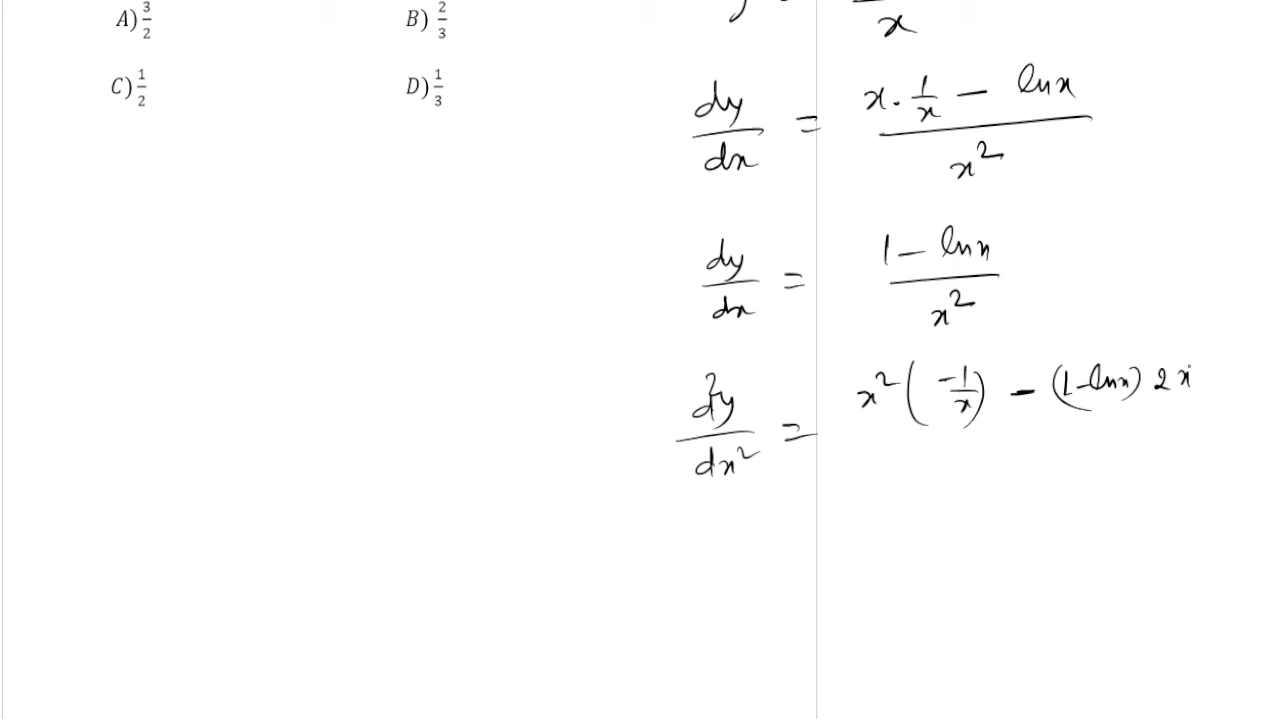 A) 3/2 B) 2/3
C) 1/2 D) 1/3
x
dy/dx = (x · 1/x − ln x)/x²
dy/dx = (1 − ln x)/x²
d²y/dx² = x²(−1/x) − (1−ln x) 2x